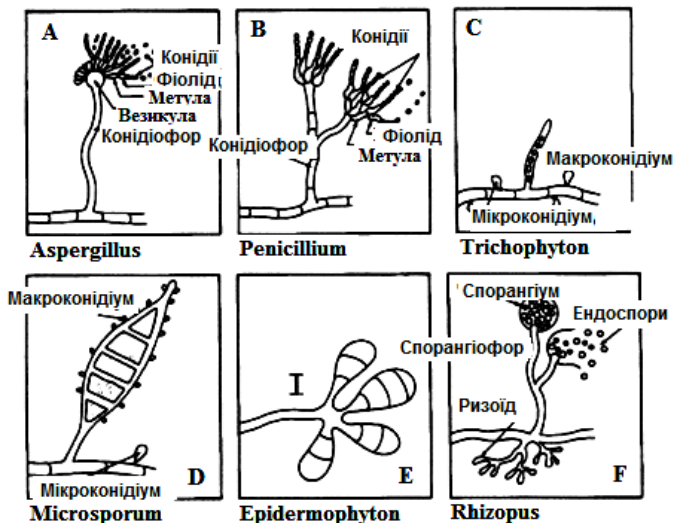 A
Конідії
Фіолід
Метула
Везикула
Конідіофор
Aspergillus
B
Конідії
Конідіофор
Фіолід
Метула
Penicillium
C
Макроконідіум
Мікроконідіум,
Trichophyton
Макроконідіум
D
Мікроконідіум
Microsporum
I
E
Epidermophyton
Спорангіум
Ендоспори
Спорангіофор
Ризоїд
F
Rhizopus